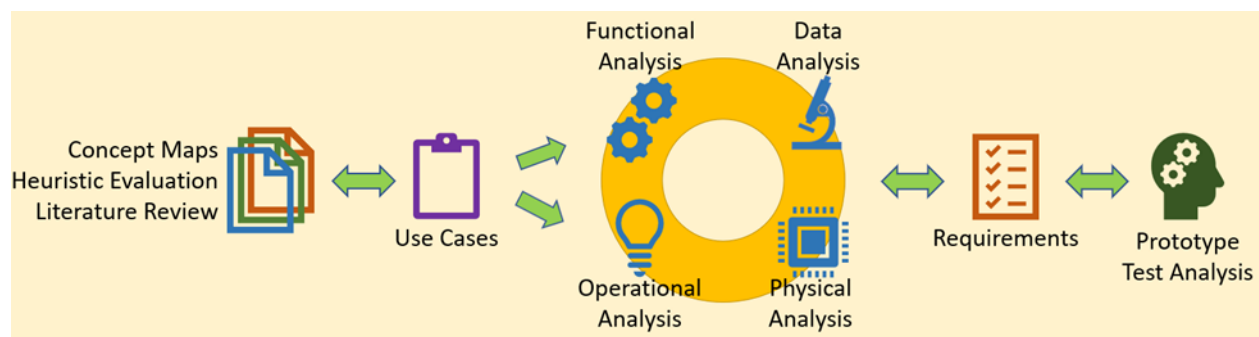 Concept Maps
Heuristic Evaluation
Literature Review
Use Cases
Functional
Analysis
Data
Analysis
Operational
Analysis
Physical
Analysis
Requirements
Prototype
Test Analysis